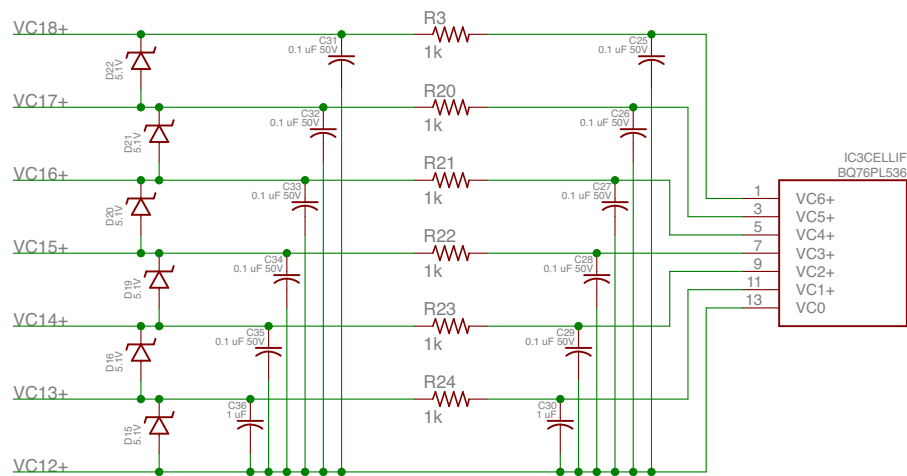 VC18+
D22
5.1V
C31
0.1 uF 50V
R3
1k
C25
0.1 uF 50V
VC17+
D21
5.1V
C32
0.1 uF 50V
R20
1k
C26
0.1 uF 50V
VC16+
D20
5.1V
C33
0.1 uF 50V
R21
1k
C27
0.1 uF 50V
VC15+
D19
5.1V
C34
0.1 uF 50V
R22
1k
C28
0.1 uF 50V
VC14+
D16
5.1V
C35
0.1 uF 50V
R23
1k
C29
0.1 uF 50V
VC13+
D15
5.1V
C36
1 uF
R24
1k
C30
1 uF
VC12+
IC3CELLIF
BQ76PL536
1 VC6+
3 VC5+
5 VC4+
7 VC3+
9 VC2+
11 VC1+
13 VC0